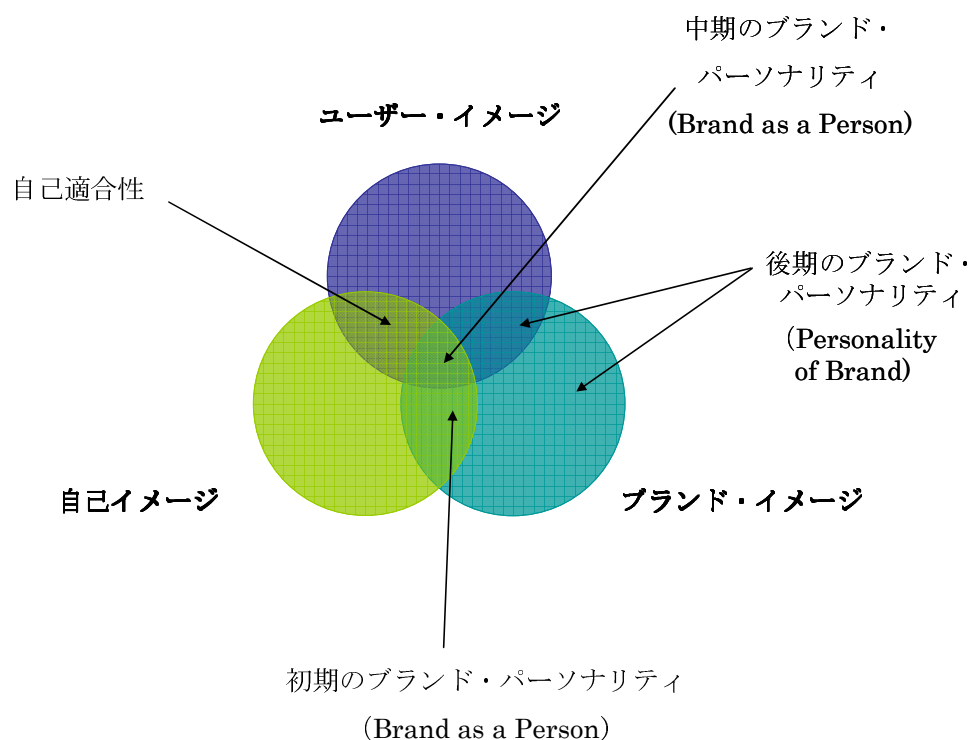 中期のブランド・
パーソナリティ
(Brand as a Person)
ユーザー・イメージ
自己適合性
後期のブランド・
パーソナリティ
（Personality
of Brand)
自己イメージ
ブランド・イメージ
初期のブランド・パーソナリティ
（Brand as a Person）